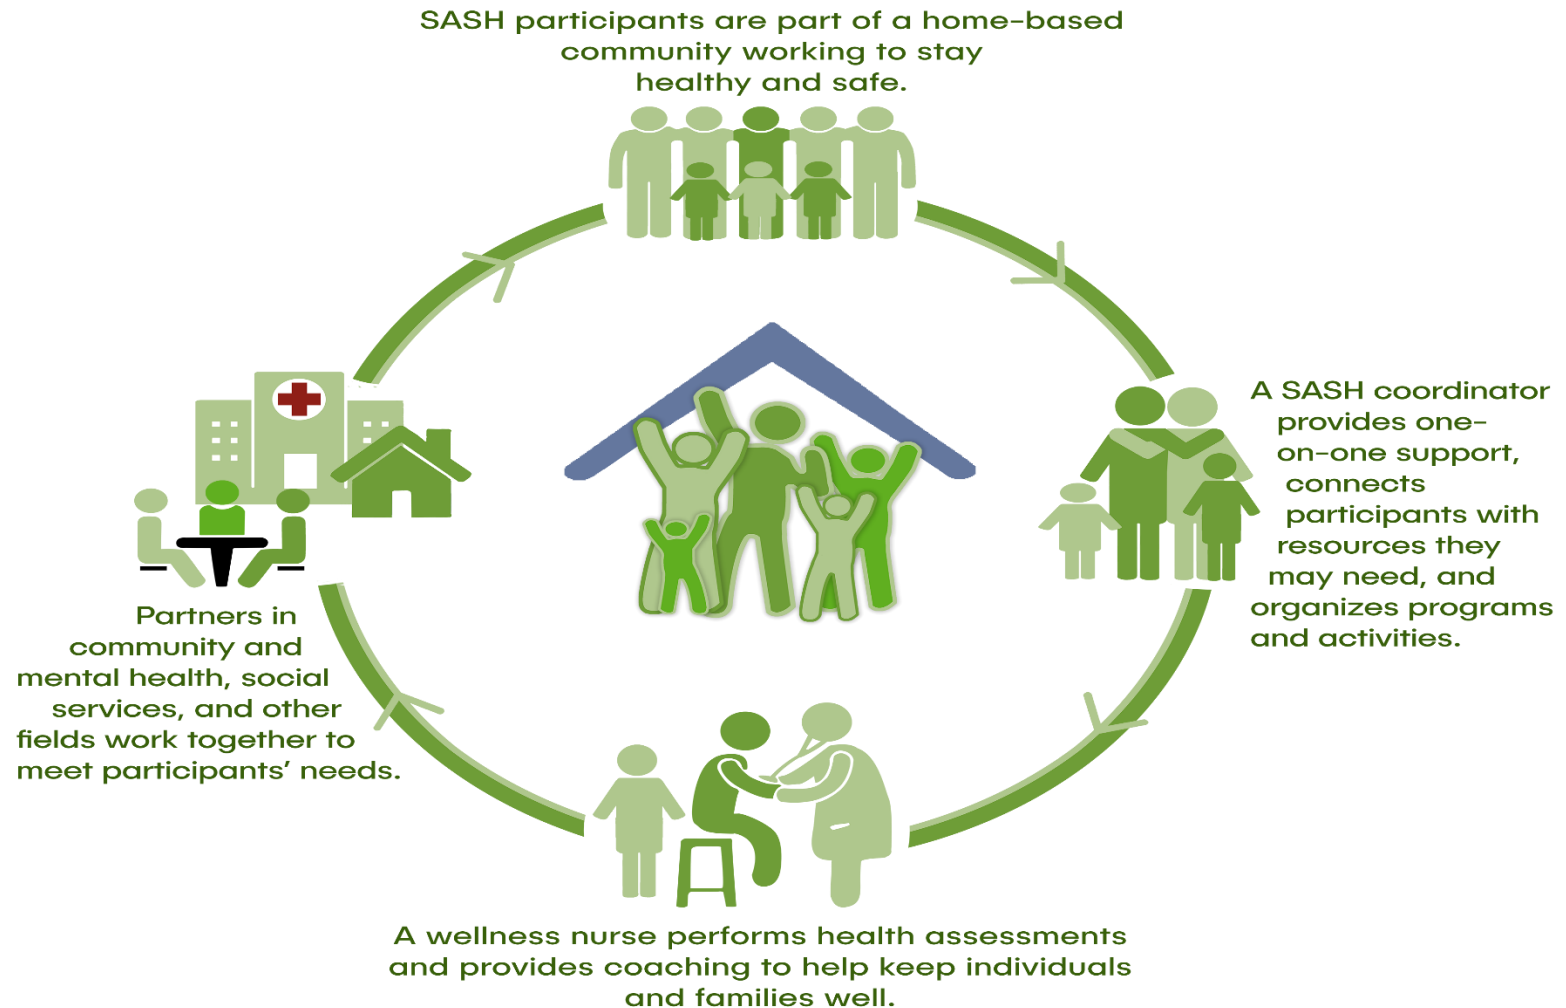 SASH participants are part of a home-based
community working to stay
healthy and safe.
A SASH coordinator
provides one-
on-one support,
connects
participants with
resources they
may need, and
organizes programs
and activities.
A wellness nurse performs health assessments
and provides coaching to help keep individuals
and families well.
Partners in
community and
mental health, social
services, and other
fields work together to
meet participants’ needs.